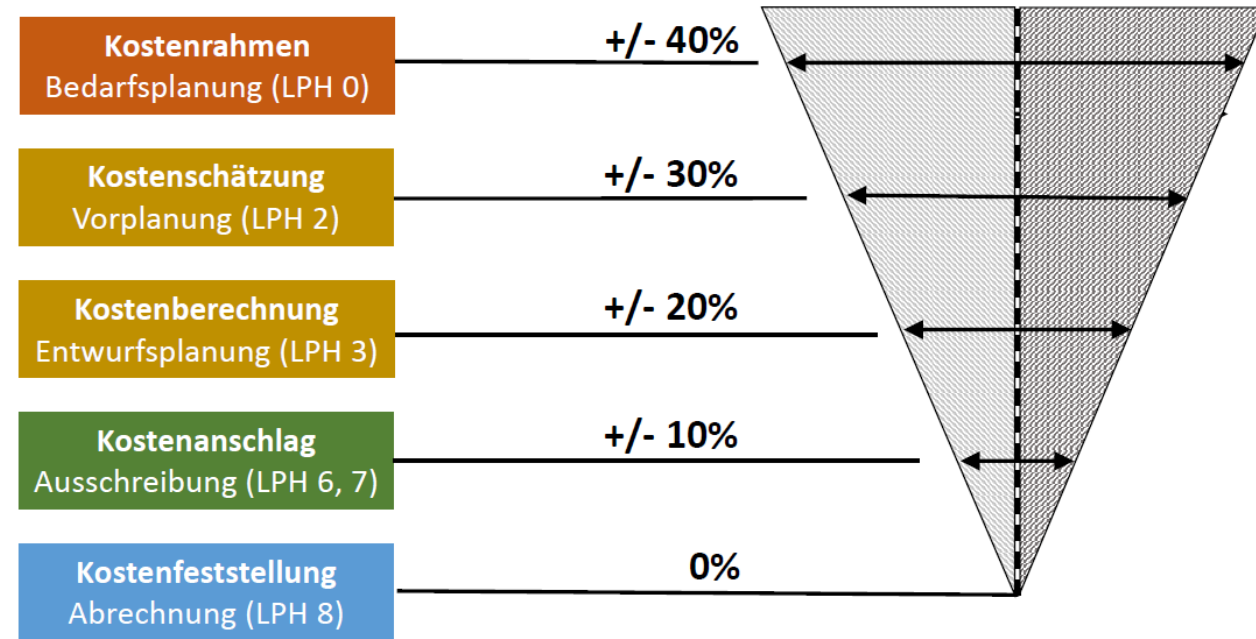 Kostenrahmen
Bedarfsplanung (LPH 0)
+/- 40%
Kostenschätzung
Vorplanung (LPH 2)
+/- 30%
Kostenberechnung
Entwurfsplanung (LPH 3)
+/- 20%
Kostenanschlag
Ausschreibung (LPH 6, 7)
+/- 10%
Kostenfeststellung
Abrechnung (LPH 8)
0%